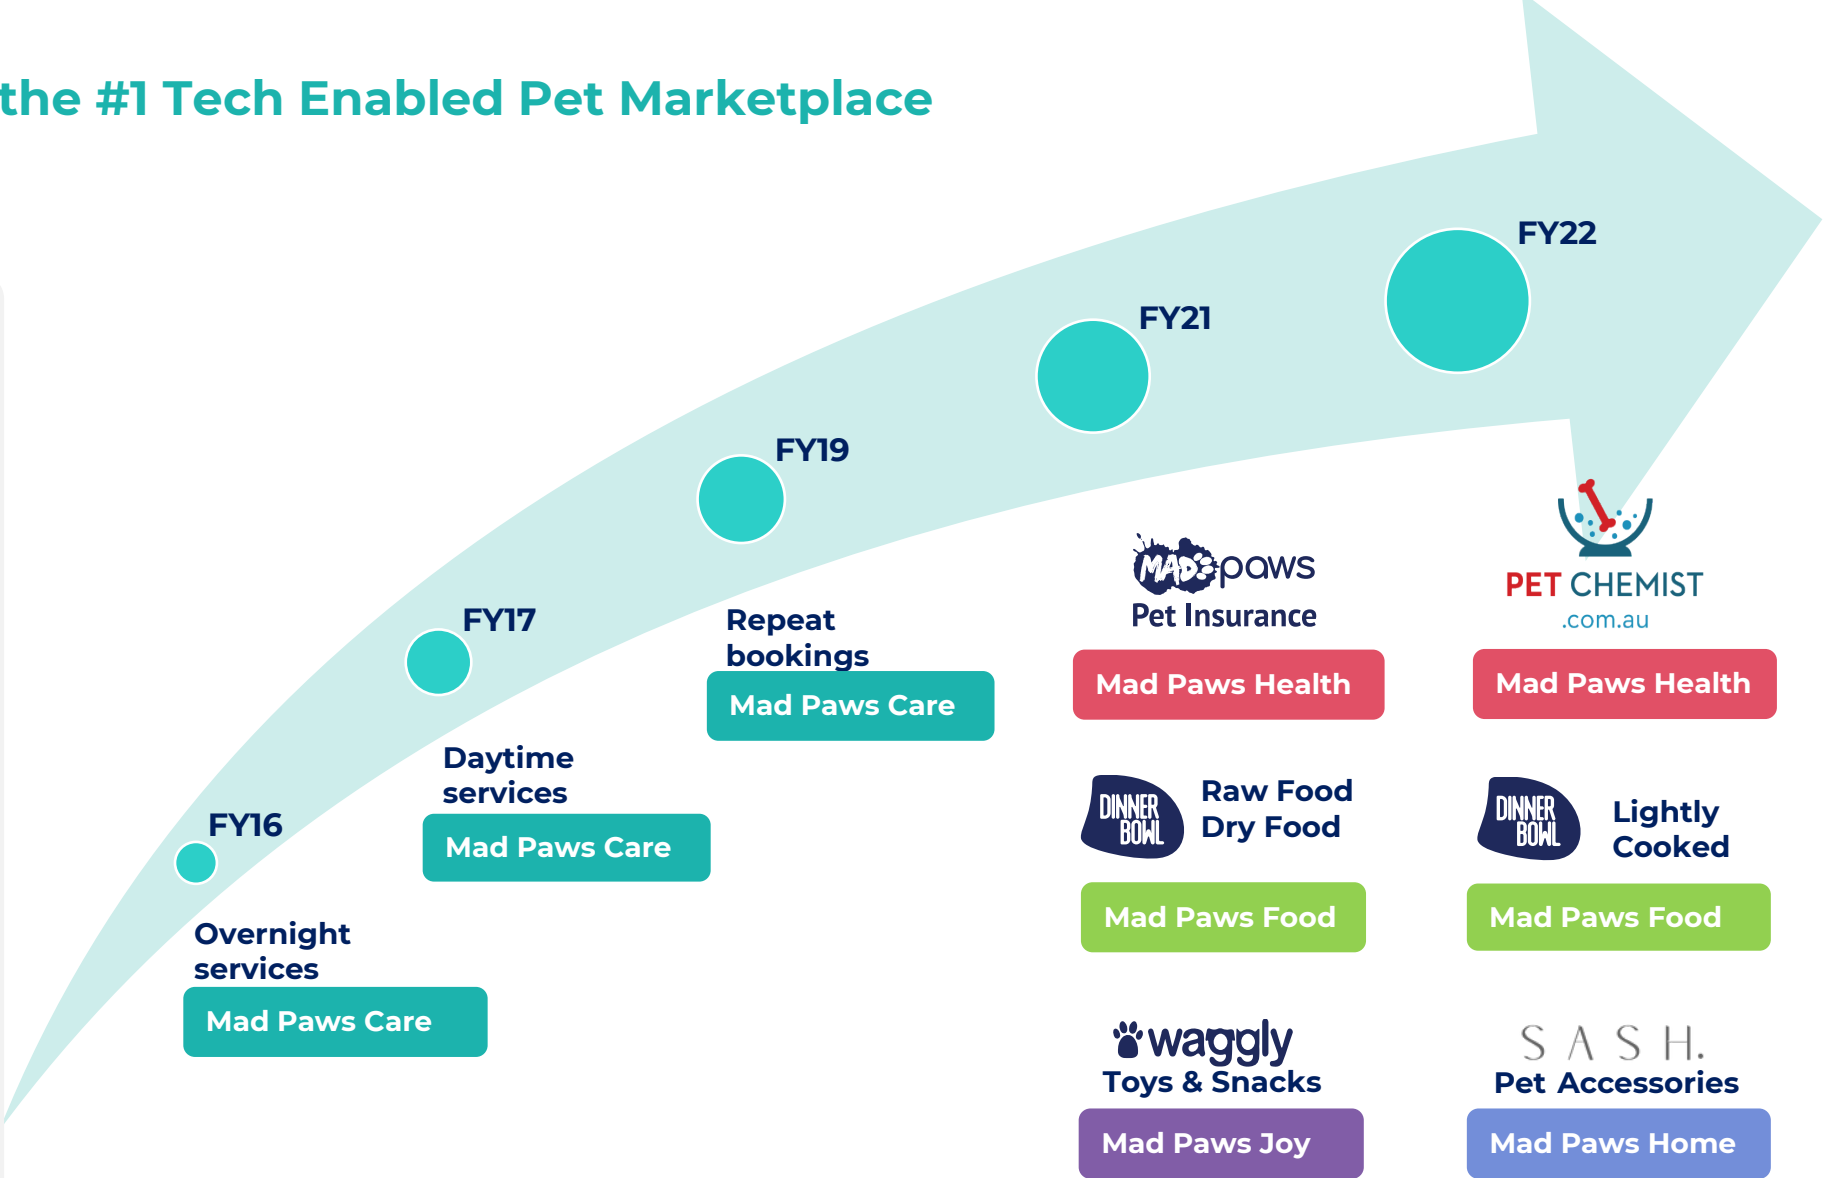 the #1 Tech Enabled Pet Marketplace
FY22
FY21
FY19
FY17
FY16
Overnight
services
Mad Paws Care
Daytime
services
Mad Paws Care
Repeat
bookings
Mad Paws Care
MAD paws
Pet Insurance
Mad Paws Health
DINNER
BOWL
Raw Food
Dry Food
Mad Paws Food
waggly
Toys & Snacks
Mad Paws Joy
PET CHEMIST
.com.au
Mad Paws Health
DINNER
BOWL
Lightly
Cooked
Mad Paws Food
SASH.
Pet Accessories
Mad Paws Home